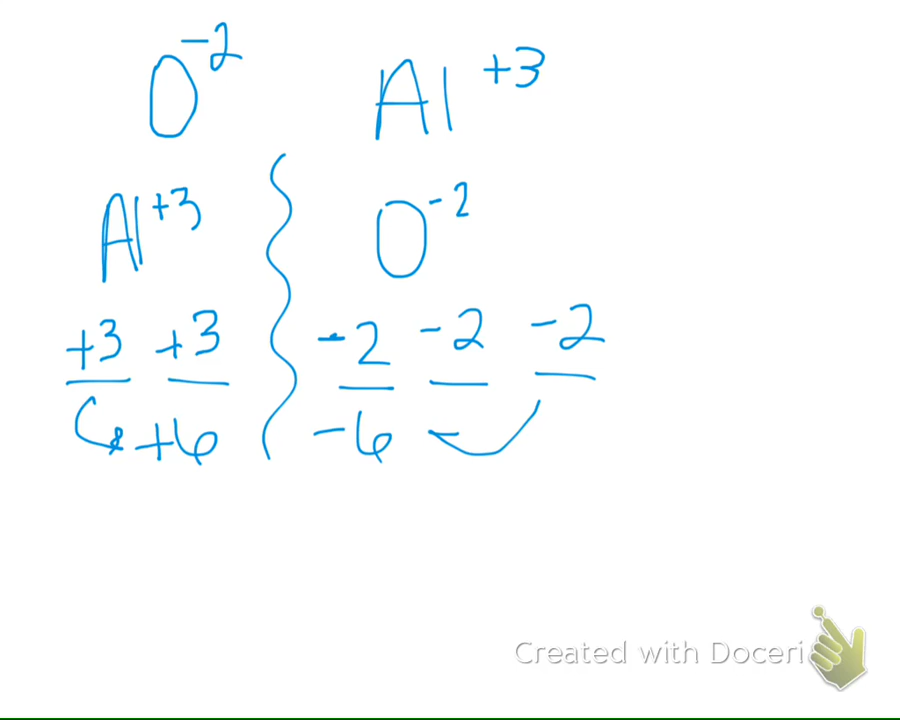 O⁻² Al⁺³
Al⁺³ O⁻²
+3 +3 -2 -2 -2
+6 -6
Created with Doceri